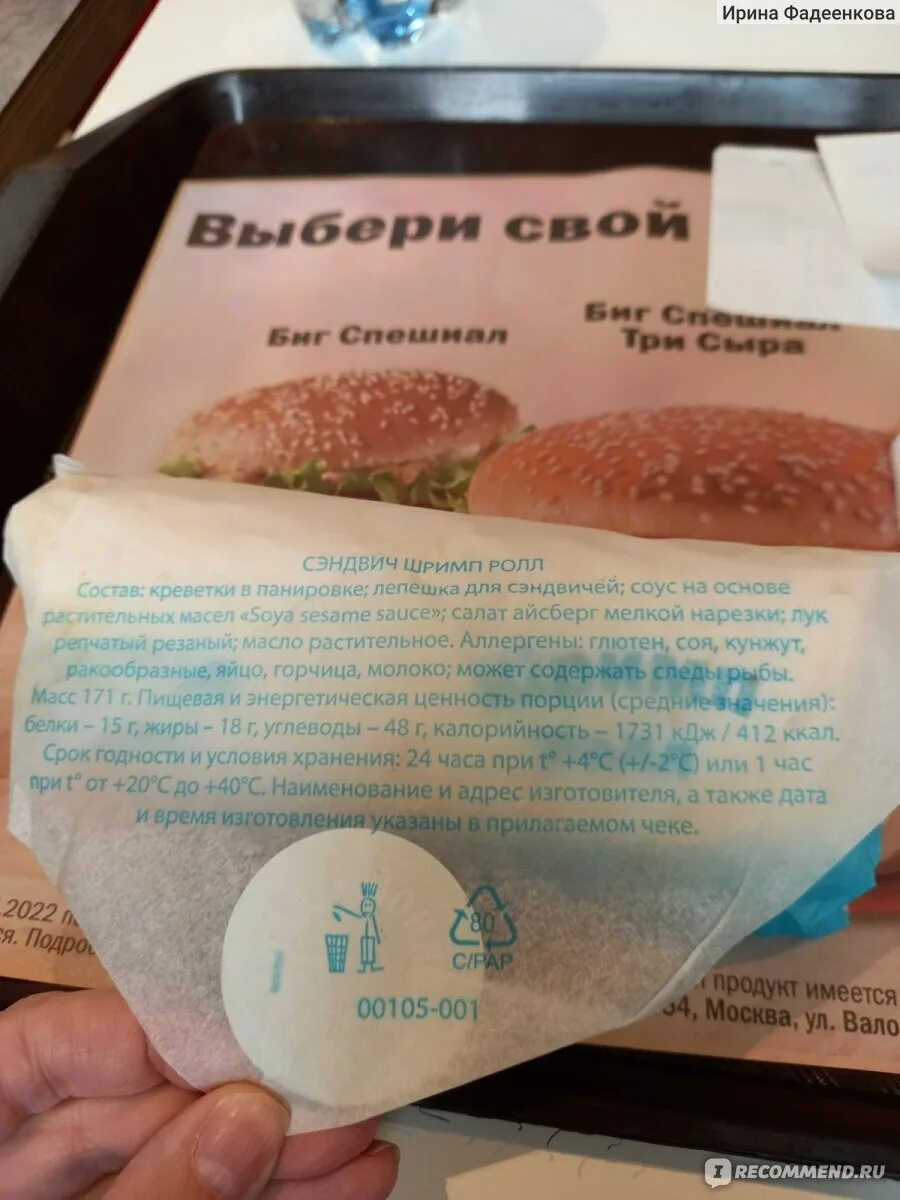 Ирина Фадеенкова
Выбери свой
Биг Спешиал
Биг Спешиал
Три Сыра
СЭНДВИЧ ШРИМП РОЛЛ
Состав: креветки в панировке; лепешка для сэндвичей; соус на основе
растительных масел «Soya sesame sauce»; салат айсберг мелкой нарезки; лук
репчатый резаный; масло растительное. Аллергены: глютен, соя, кунжут,
ракообразные, яйцо, горчица, молоко; может содержать следы рыбы.
Масс 171 г. Пищевая и энергетическая ценность порции (средние значения):
белки – 15 г, жиры – 18 г, углеводы – 48 г, калорийность – 1731 кДж / 412 ккал.
Срок годности и условия хранения: 24 часа при t° +4°C (+/-2°C) или 1 час
при t° от +20°C до +40°C. Наименование и адрес изготовителя, а также дата
и время изготовления указаны в прилагаемом чеке.
80
C/PAP
00105-001
.2022
ся.
продукт имеется
Москва, ул.
IRECOMMEND.RU